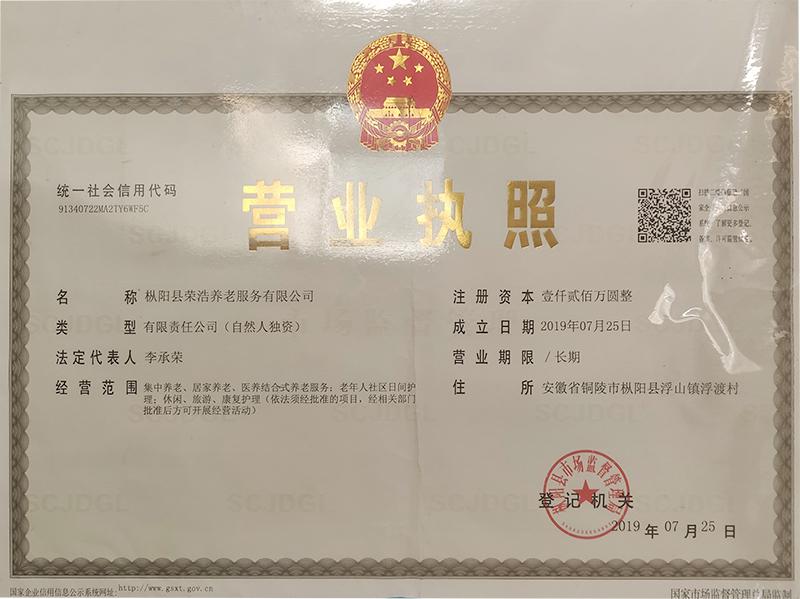 统一社会信用代码
91340722MA2TY6WF5C
营业执照
名称 枞阳县荣浩养老服务有限公司
类型 有限责任公司（自然人独资）
法定代表人 李承荣
经营范围 集中养老、居家养老、医养结合式养老服务；老年人社区日间护
理；休闲、旅游、康复护理（依法须经批准的项目，经相关部门
批准后方可开展经营活动）
注册资本 壹仟贰佰万圆整
成立日期 2019年07月25日
营业期限 /长期
住所 安徽省铜陵市枞阳县浮山镇浮渡村
枞阳县市场监督管理局
登记机关
2019年07月25日
国家企业信用信息公示系统网址:http://www.gsxt.gov.cn
国家市场监督管理总局监制